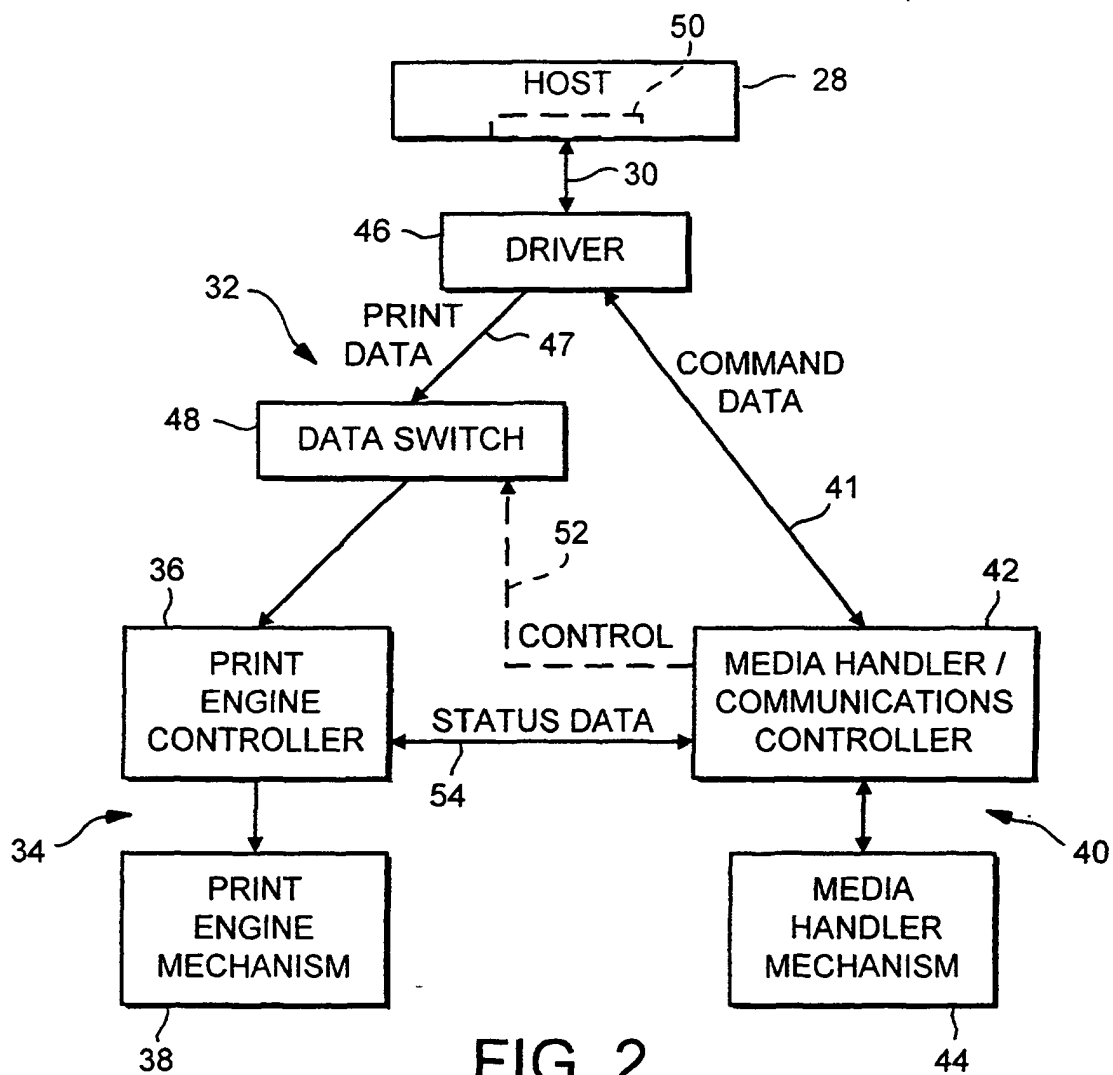 50
HOST
28
30
46
DRIVER
32
PRINT
DATA
47
COMMAND
DATA
48
DATA SWITCH
41
52
36
42
CONTROL
PRINT
ENGINE
CONTROLLER
MEDIA HANDLER /
COMMUNICATIONS
CONTROLLER
STATUS DATA
54
34
40
PRINT
ENGINE
MECHANISM
MEDIA
HANDLER
MECHANISM
38
FIG. 2
44